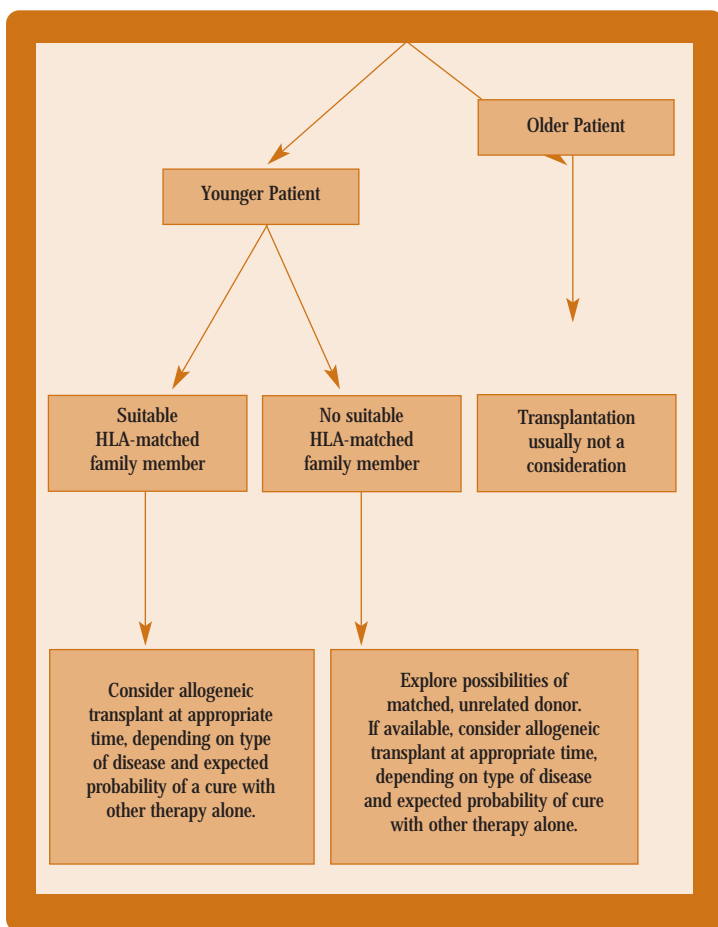 Older Patient
Younger Patient
Suitable
HLA-matched
family member
No suitable
HLA-matched
family member
Transplantation
usually not a
consideration
Consider allogeneic
transplant at appropriate
time, depending on type
of disease and expected
probability of a cure with
other therapy alone.
Explore possibilities of
matched, unrelated donor.
If available, consider allogeneic
transplant at appropriate time,
depending on type of disease
and expected probability of cure
with other therapy alone.